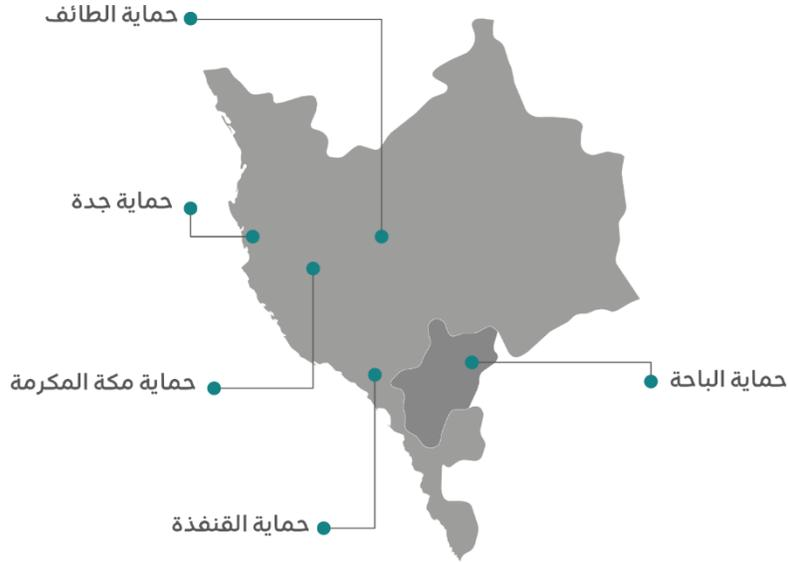 حماية الطائف
حماية جدة
حماية مكة المكرمة
حماية الباحة
حماية القنفذة